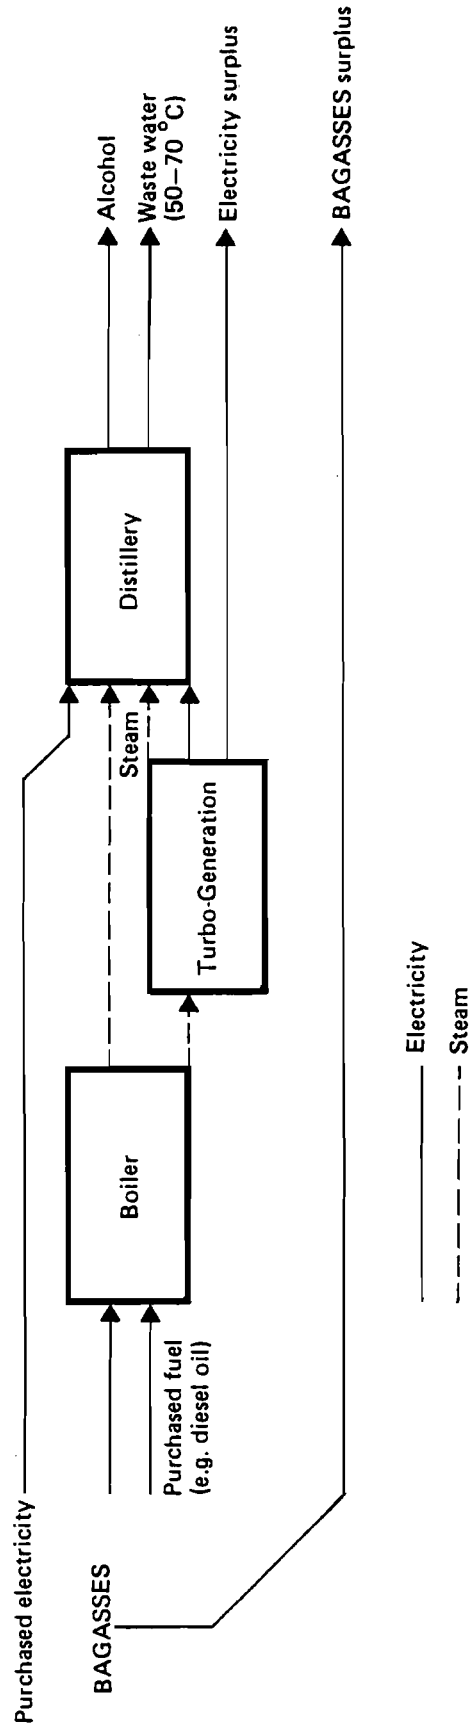 Purchased electricity
BAGASSES
Purchased fuel
(e.g. diesel oil)
Boiler
Turbo-Generation
Steam
Distillery
Alcohol
Waste water
(50–70 °C)
Electricity surplus
BAGASSES surplus
Electricity
Steam